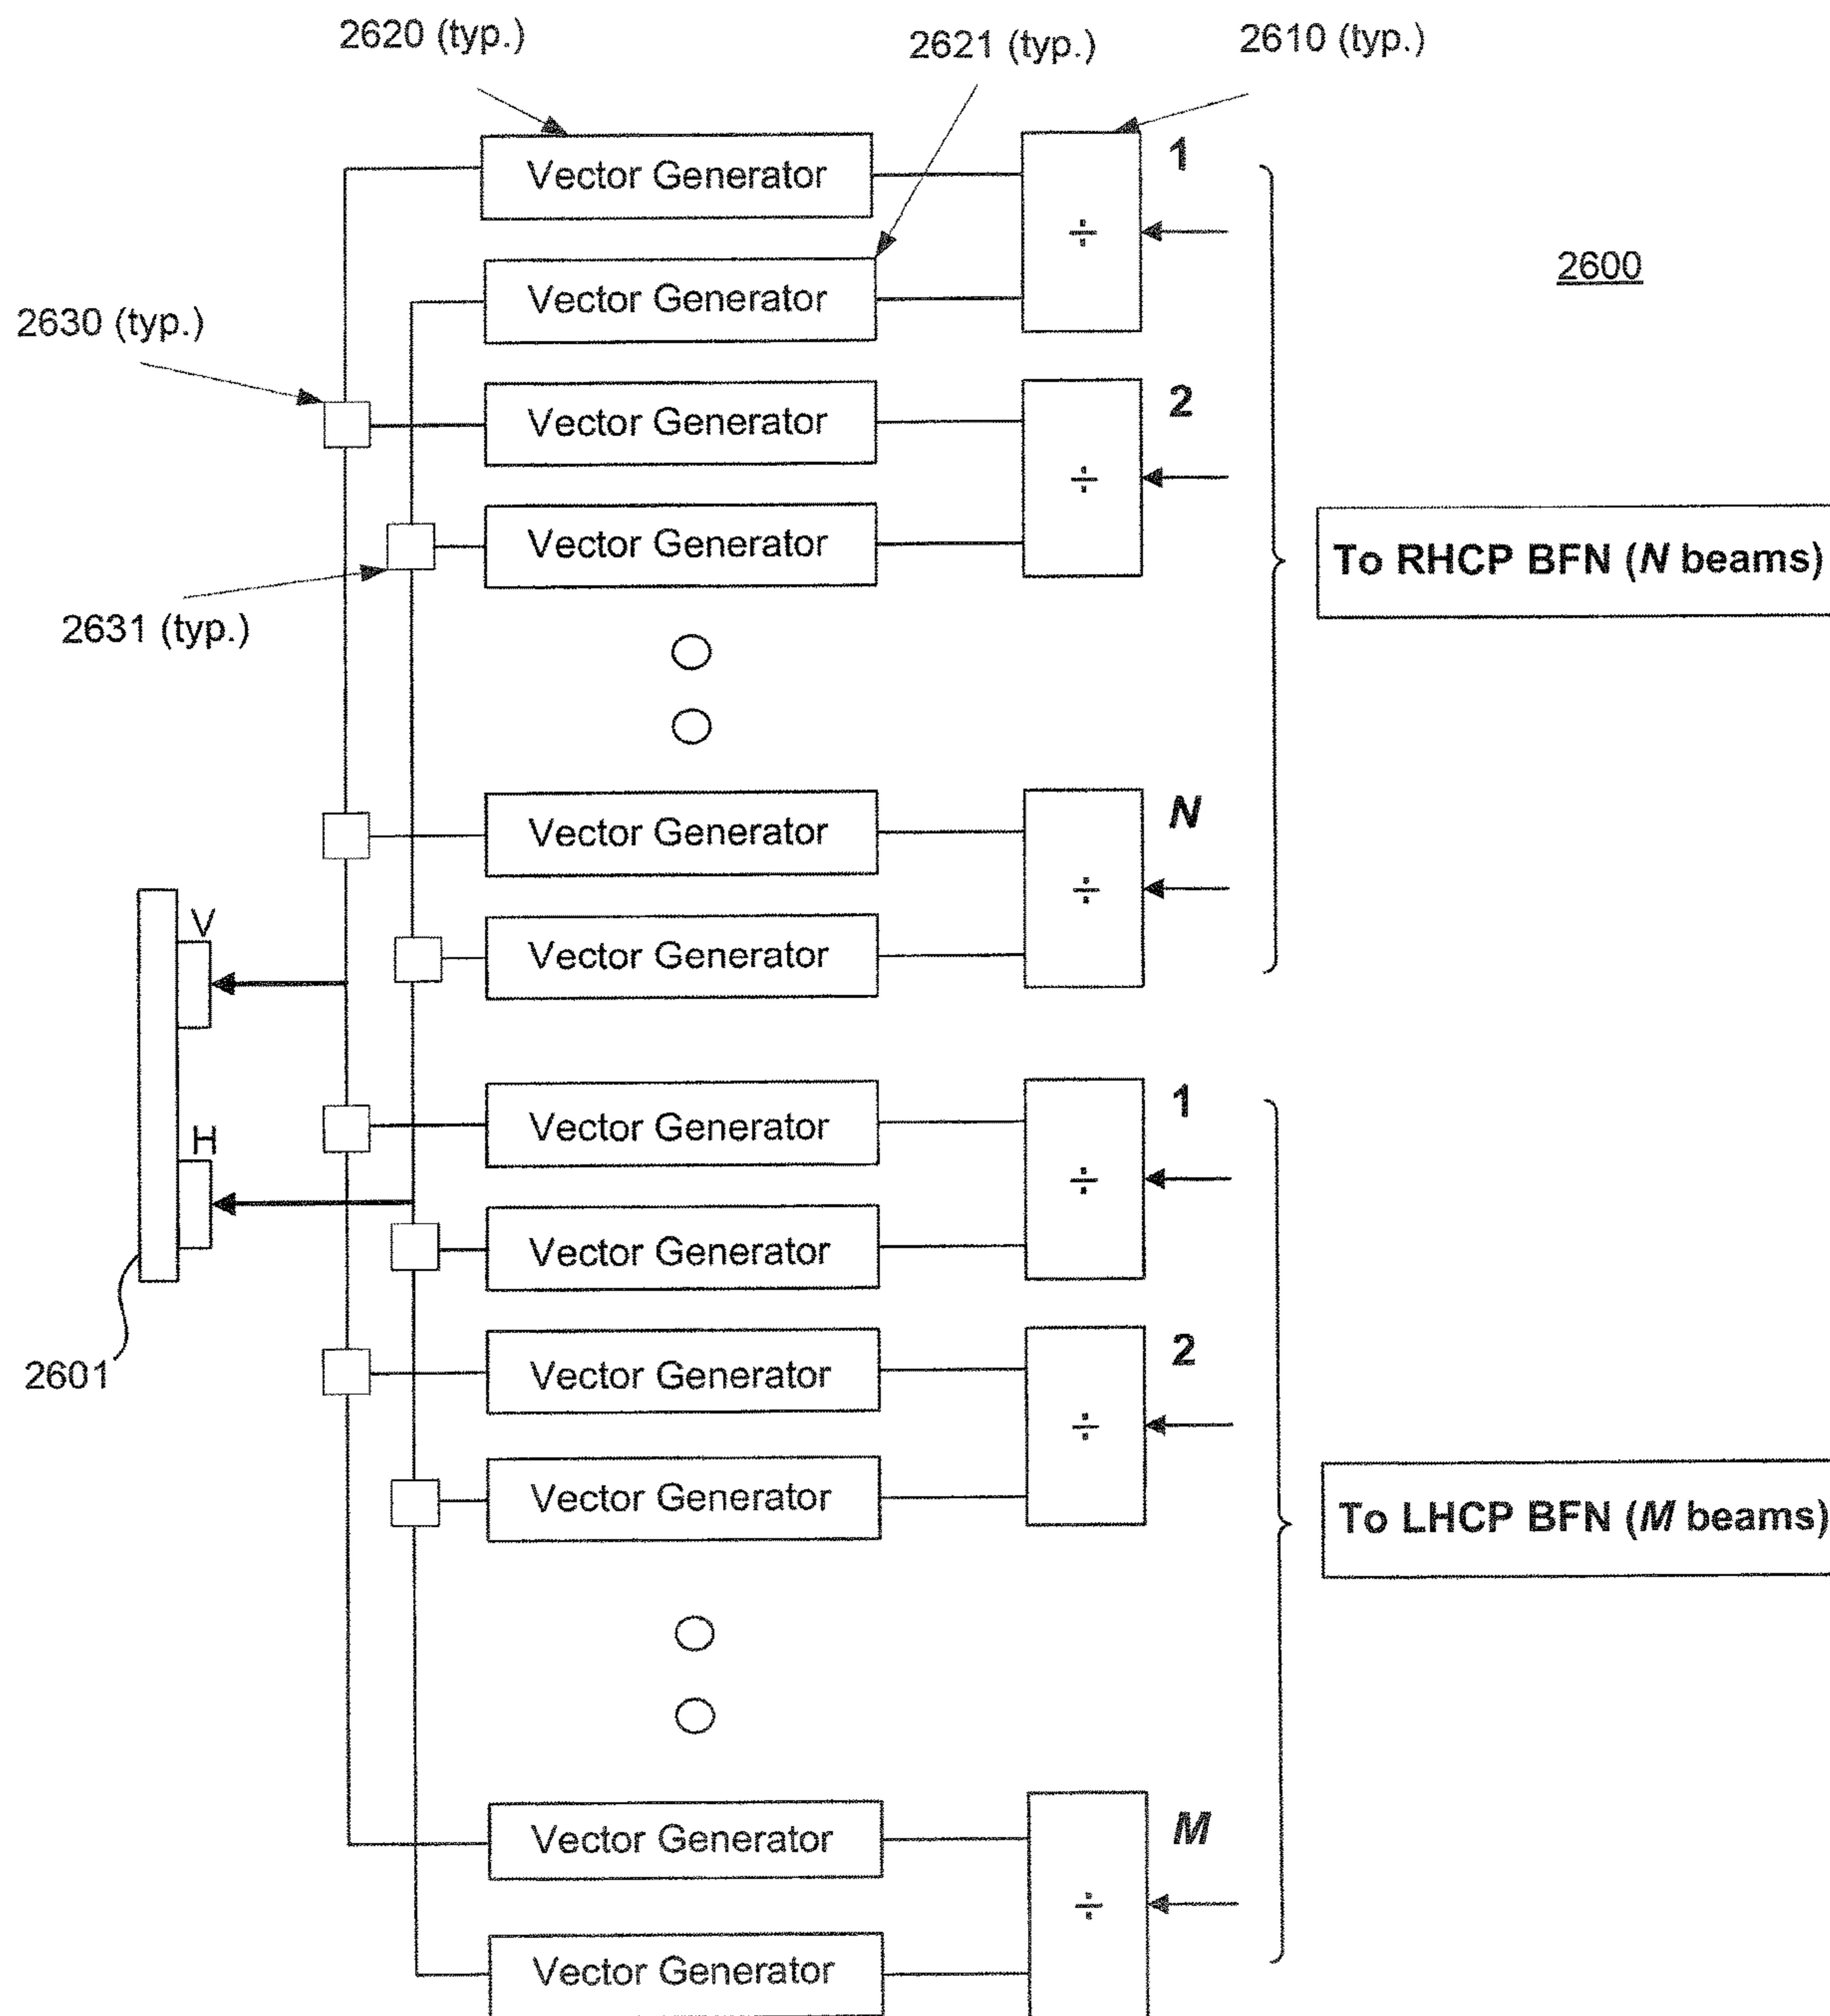 2620 (typ.)
2621 (typ.)
2610 (typ.)
Vector Generator
1
÷
2600
Vector Generator
2630 (typ.)
Vector Generator
2
÷
Vector Generator
To RHCP BFN (N beams)
2631 (typ.)
Vector Generator
N
÷
V
Vector Generator
Vector Generator
1
H
÷
Vector Generator
2601
Vector Generator
2
÷
Vector Generator
To LHCP BFN (M beams)
Vector Generator
M
÷
Vector Generator